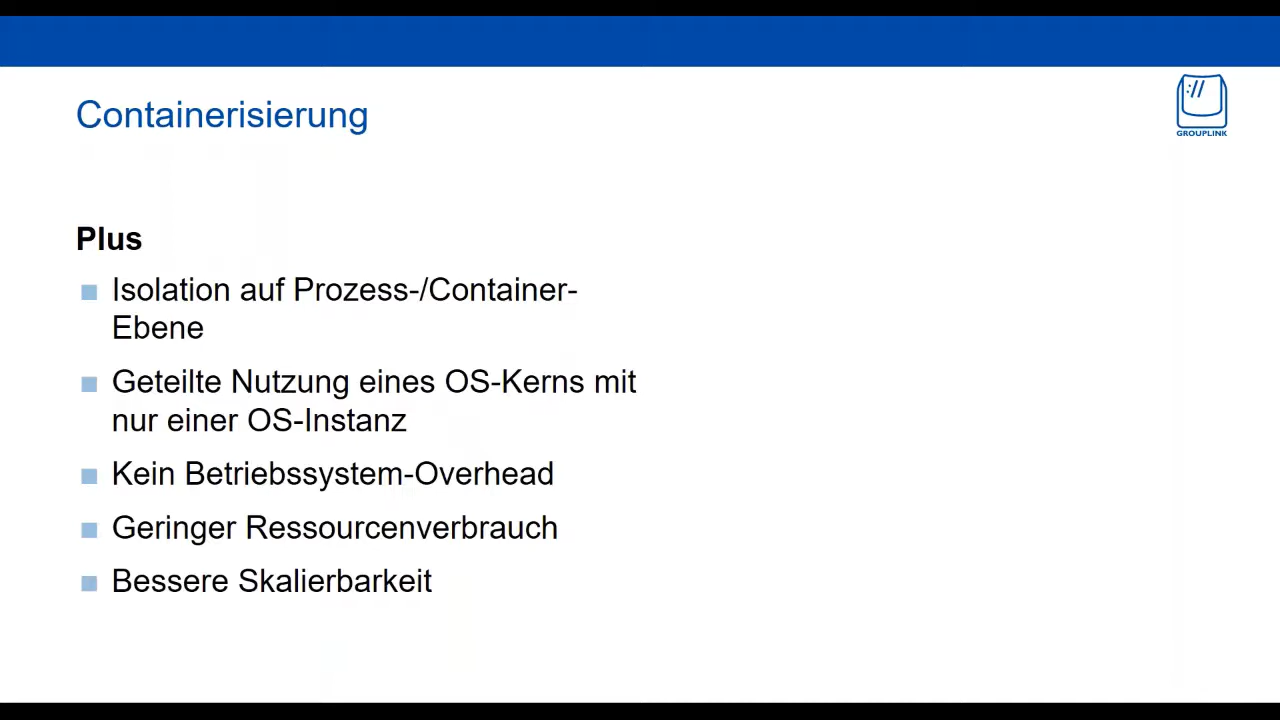 Containerisierung
://
GROUPLINK
Plus
Isolation auf Prozess-/Container-
Ebene
Geteilte Nutzung eines OS-Kerns mit
nur einer OS-Instanz
Kein Betriebssystem-Overhead
Geringer Ressourcenverbrauch
Bessere Skalierbarkeit